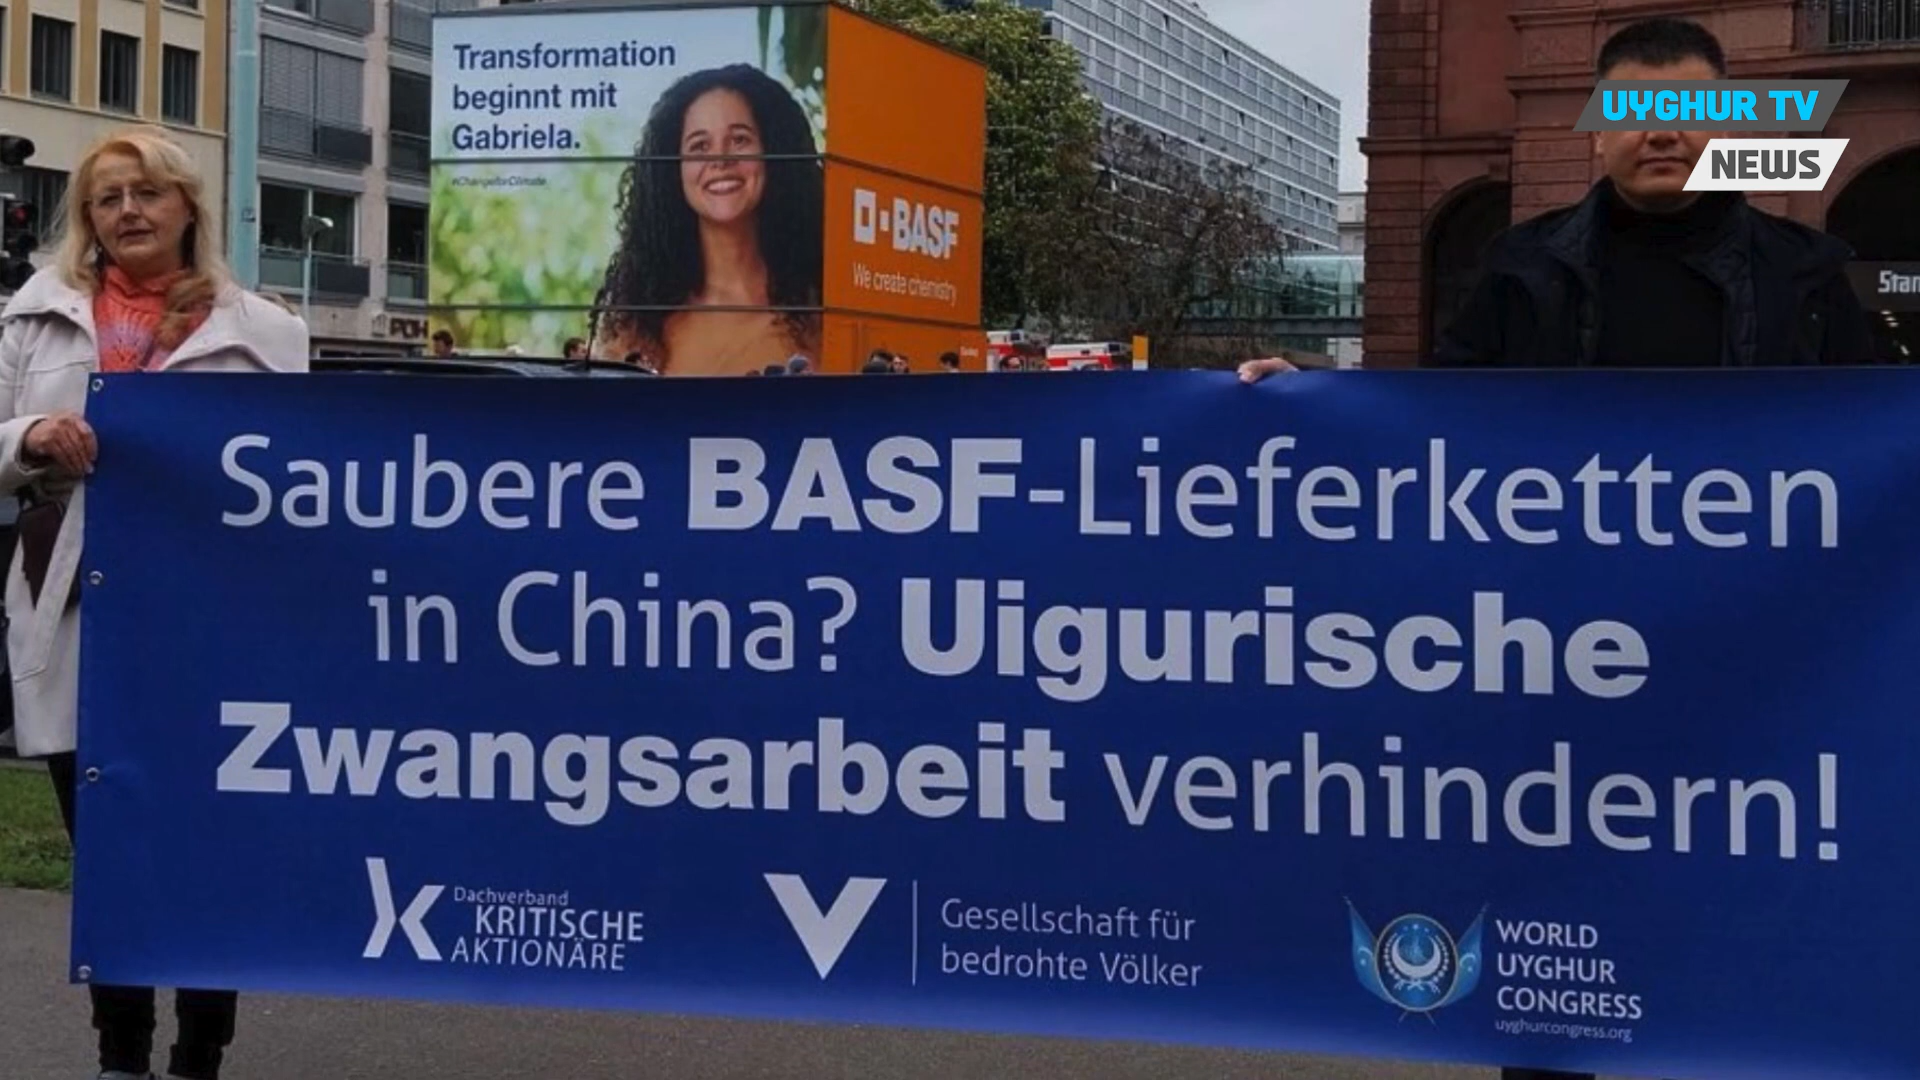 Transformation
beginnt mit
Gabriela.
#ChangeforClimate
BASF
We create chemistry
UYGHUR TV
NEWS
Saubere BASF-Lieferketten
in China? Uigurische
Zwangsarbeit verhindern!
Dachverband
KRITISCHE
AKTIONÄRE
Gesellschaft für
bedrohte Völker
WORLD
UYGHUR
CONGRESS
uyghurcongress.org